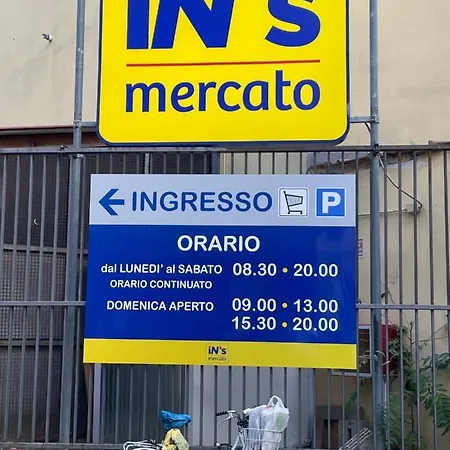 iN's
mercato
INGRESSO P
ORARIO
dal LUNEDI' al SABATO 08.30 • 20.00
ORARIO CONTINUATO
DOMENICA APERTO 09.00 • 13.00
15.30 • 20.00
iN's
mercato